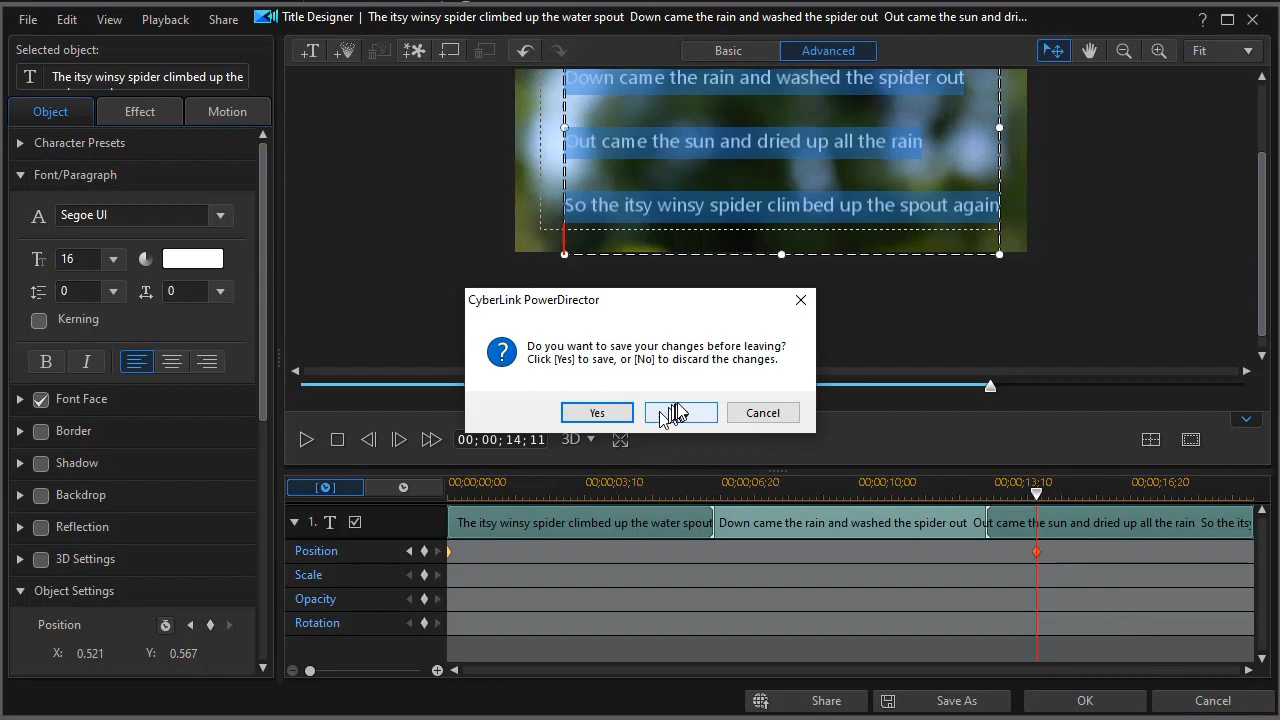 File Edit View Playback Share
Title Designer | The itsy winsy spider climbed up the water spout Down came the rain and washed the spider out Out came the sun and dri...
Selected object:
T The itsy winsy spider climbed up the
Basic Advanced
Fit
Object Effect Motion
Character Presets
Font/Paragraph
A Segoe UI
16
0 0
Kerning
B I
Font Face
Border
Shadow
Backdrop
Reflection
3D Settings
Object Settings
Position
X: 0.521 Y: 0.567
Down came the rain and washed the spider out
Out came the sun and dried up all the rain
So the itsy winsy spider climbed up the spout again
CyberLink PowerDirector
Do you want to save your changes before leaving?
Click [Yes] to save, or [No] to discard the changes.
Yes
Cancel
00; 00; 14; 11
3D
00;00;00;00 00;00;03;10 00;00;06;20 00;00;10;00 00;00;13;10 00;00;16;20
1. T The itsy winsy spider climbed up the water spout Down came the rain and washed the spider out Out came the sun and dried up all the rain So the its
Position
Scale
Opacity
Rotation
Share Save As OK Cancel